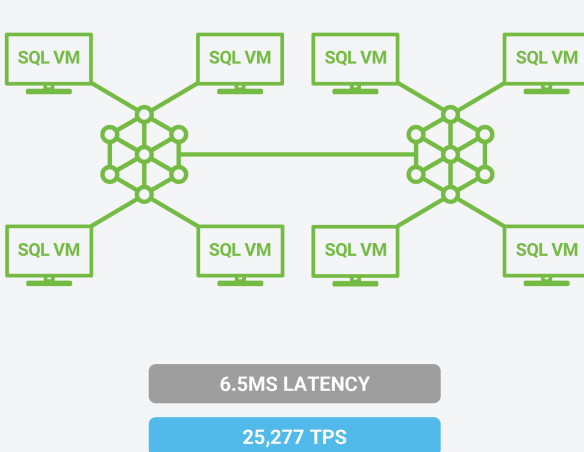 SQL VM SQL VM SQL VM SQL VM
SQL VM SQL VM SQL VM SQL VM
6.5MS LATENCY
25,277 TPS